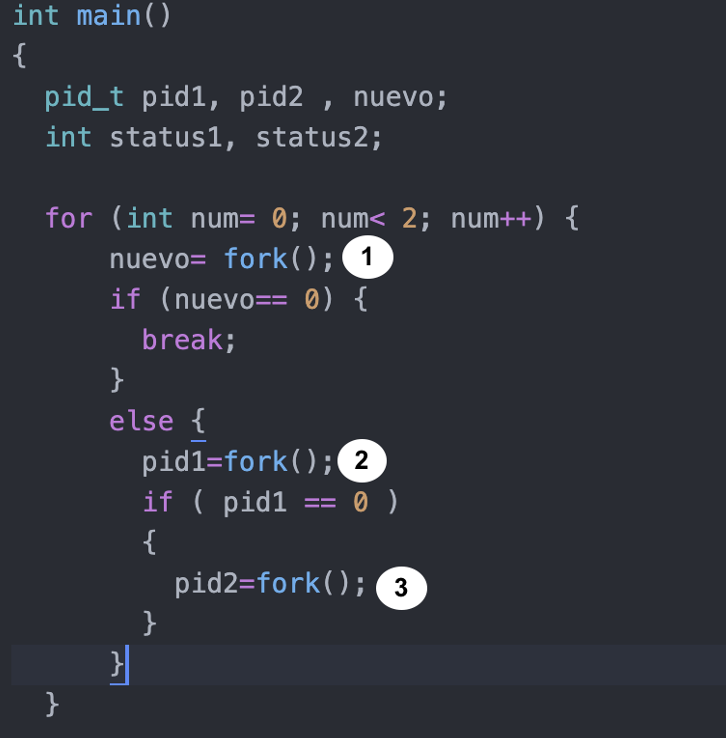 int main()
{
pid_t pid1, pid2 , nuevo;
int status1, status2;
for (int num= 0; num< 2; num++) {
nuevo= fork(); 1
if (nuevo== 0) {
break;
}
else {
pid1=fork(); 2
if ( pid1 == 0 )
{
pid2=fork(); 3
}
}
}